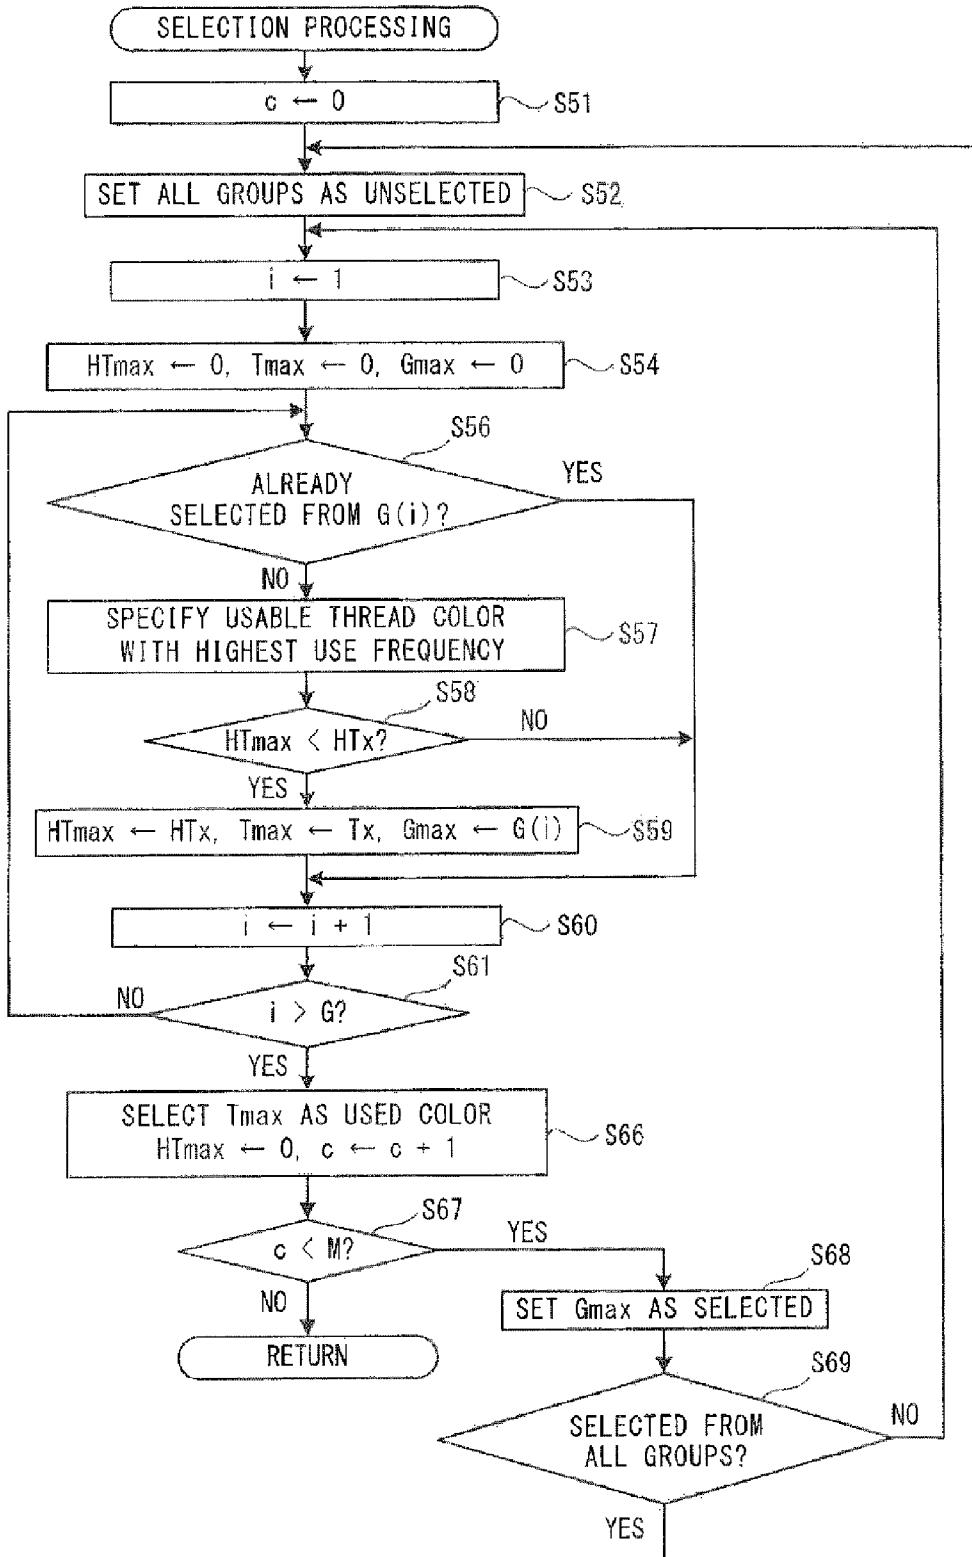 SELECTION PROCESSING
c ← 0
S51
SET ALL GROUPS AS UNSELECTED
S52
i ← 1
S53
HTmax ← 0, Tmax ← 0, Gmax ← 0
S54
S56
ALREADY
SELECTED FROM G(i)?
YES
NO
SPECIFY USABLE THREAD COLOR
WITH HIGHEST USE FREQUENCY
S57
S58
HTmax < HTx?
NO
YES
HTmax ← HTx, Tmax ← Tx, Gmax ← G(i)
S59
i ← i + 1
S60
S61
i > G?
NO
YES
SELECT Tmax AS USED COLOR
HTmax ← 0, c ← c + 1
S66
S67
c < M?
YES
NO
RETURN
S68
SET Gmax AS SELECTED
S69
SELECTED FROM
ALL GROUPS?
NO
YES